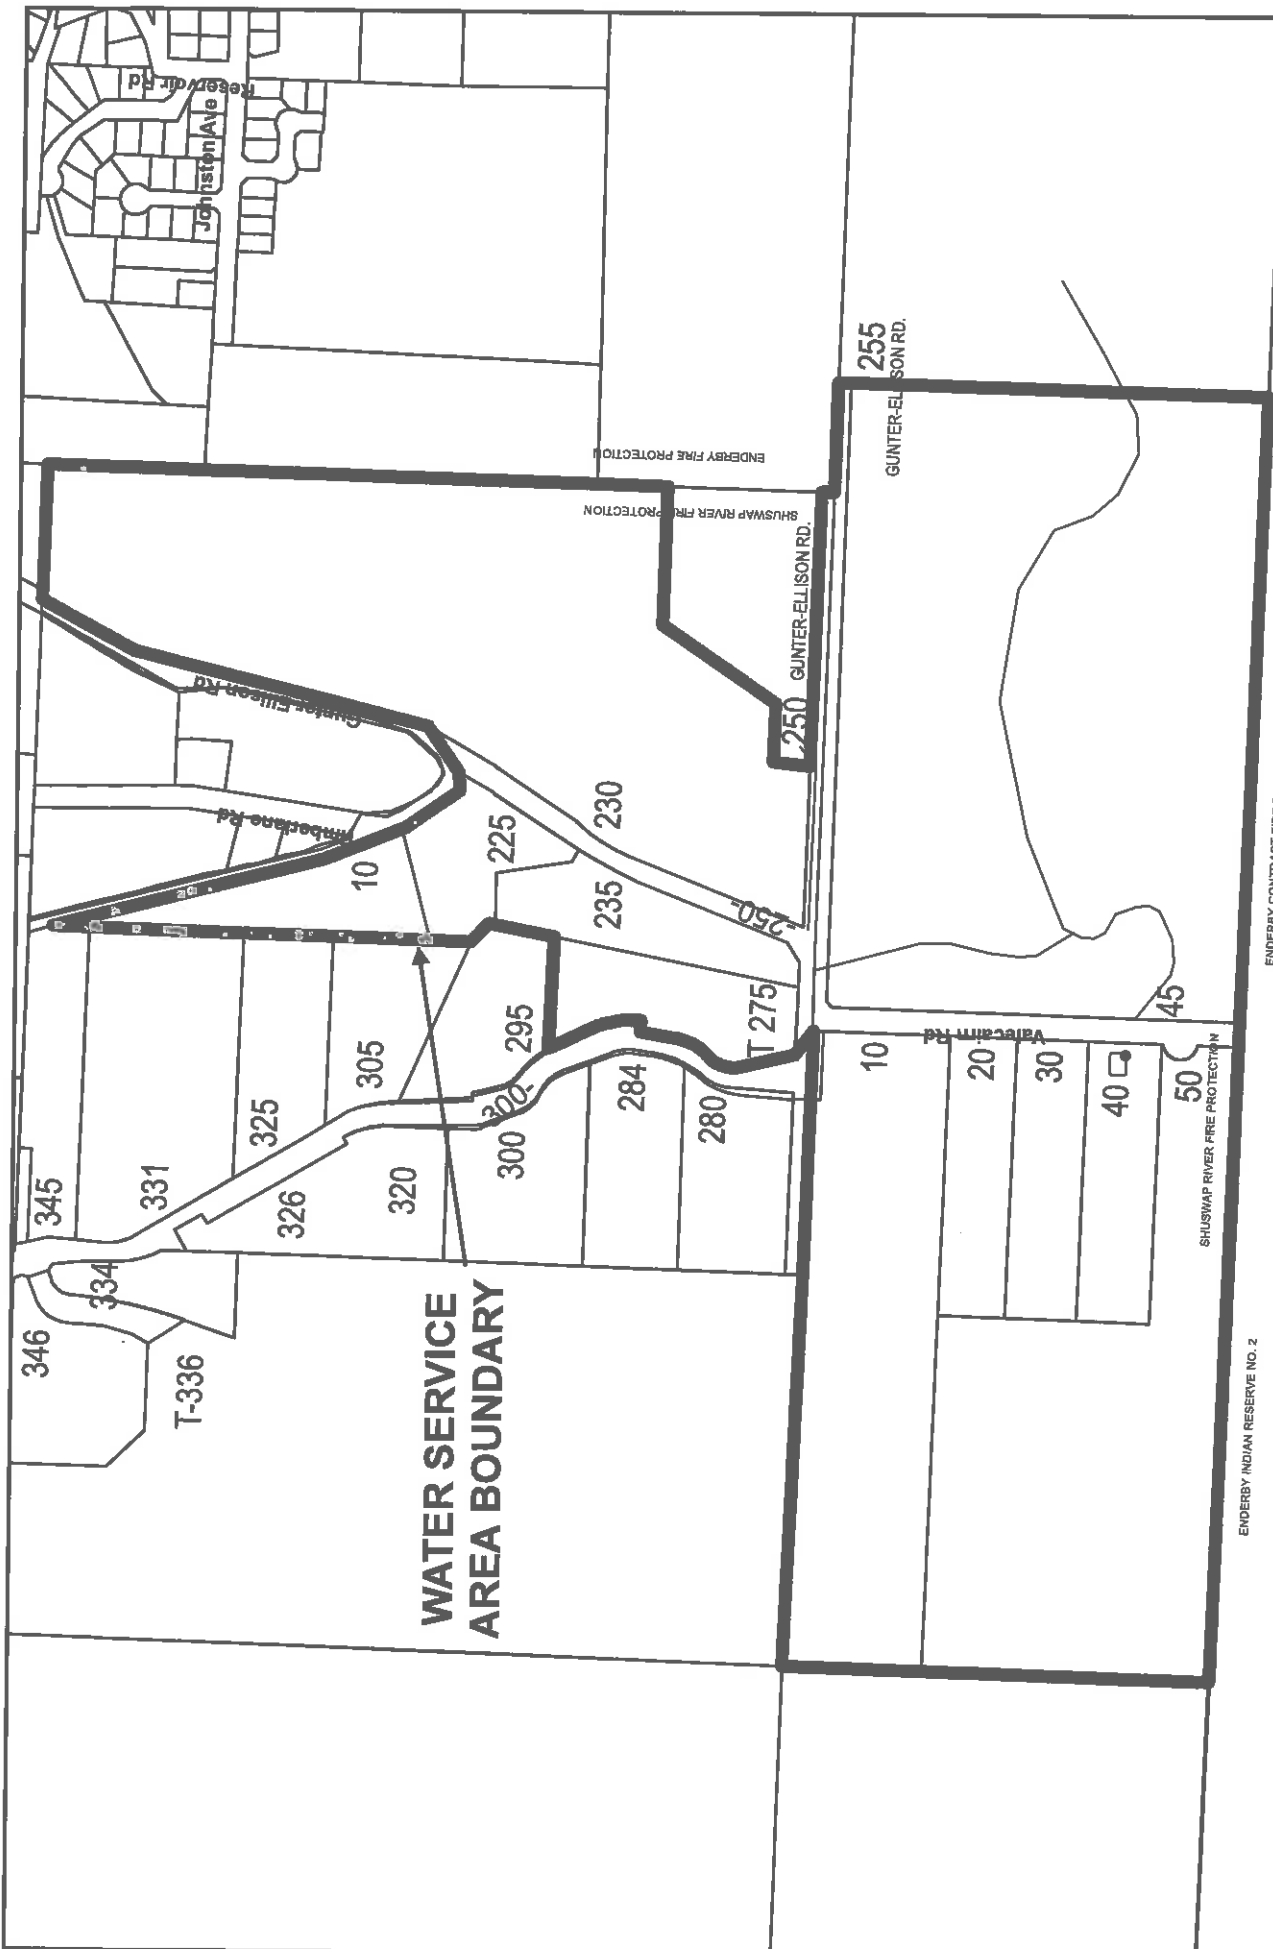 Reservoir Rd
Johnston Ave
255
GUNTER-ELLISON RD.
ENDERBY FIRE PROTECTION
SHUSWAP RIVER FIRE PROTECTION
GUNTER-ELLISON RD.
250
Gunter Ellison Rd
Timberlane Rd
10
225
230
235
-250-
T 275
295
305
325
331
345
300-
300
284
280
320
326
334
346
T-336
WATER SERVICE
AREA BOUNDARY
Valecairn Rd
10
20
30
40
50
45
SHUSWAP RIVER FIRE PROTECTION
ENDERBY INDIAN RESERVE NO. 2
ENDERBY CONTRACT